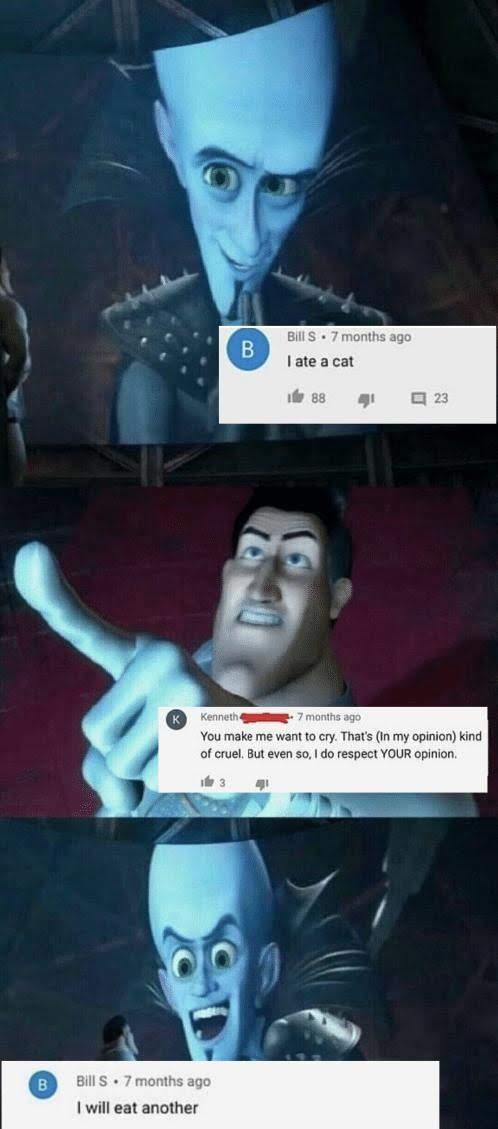 B
Bill S • 7 months ago
I ate a cat
88
23
K
Kenneth • 7 months ago
You make me want to cry. That's (In my opinion) kind
of cruel. But even so, I do respect YOUR opinion.
3
B
Bill S • 7 months ago
I will eat another